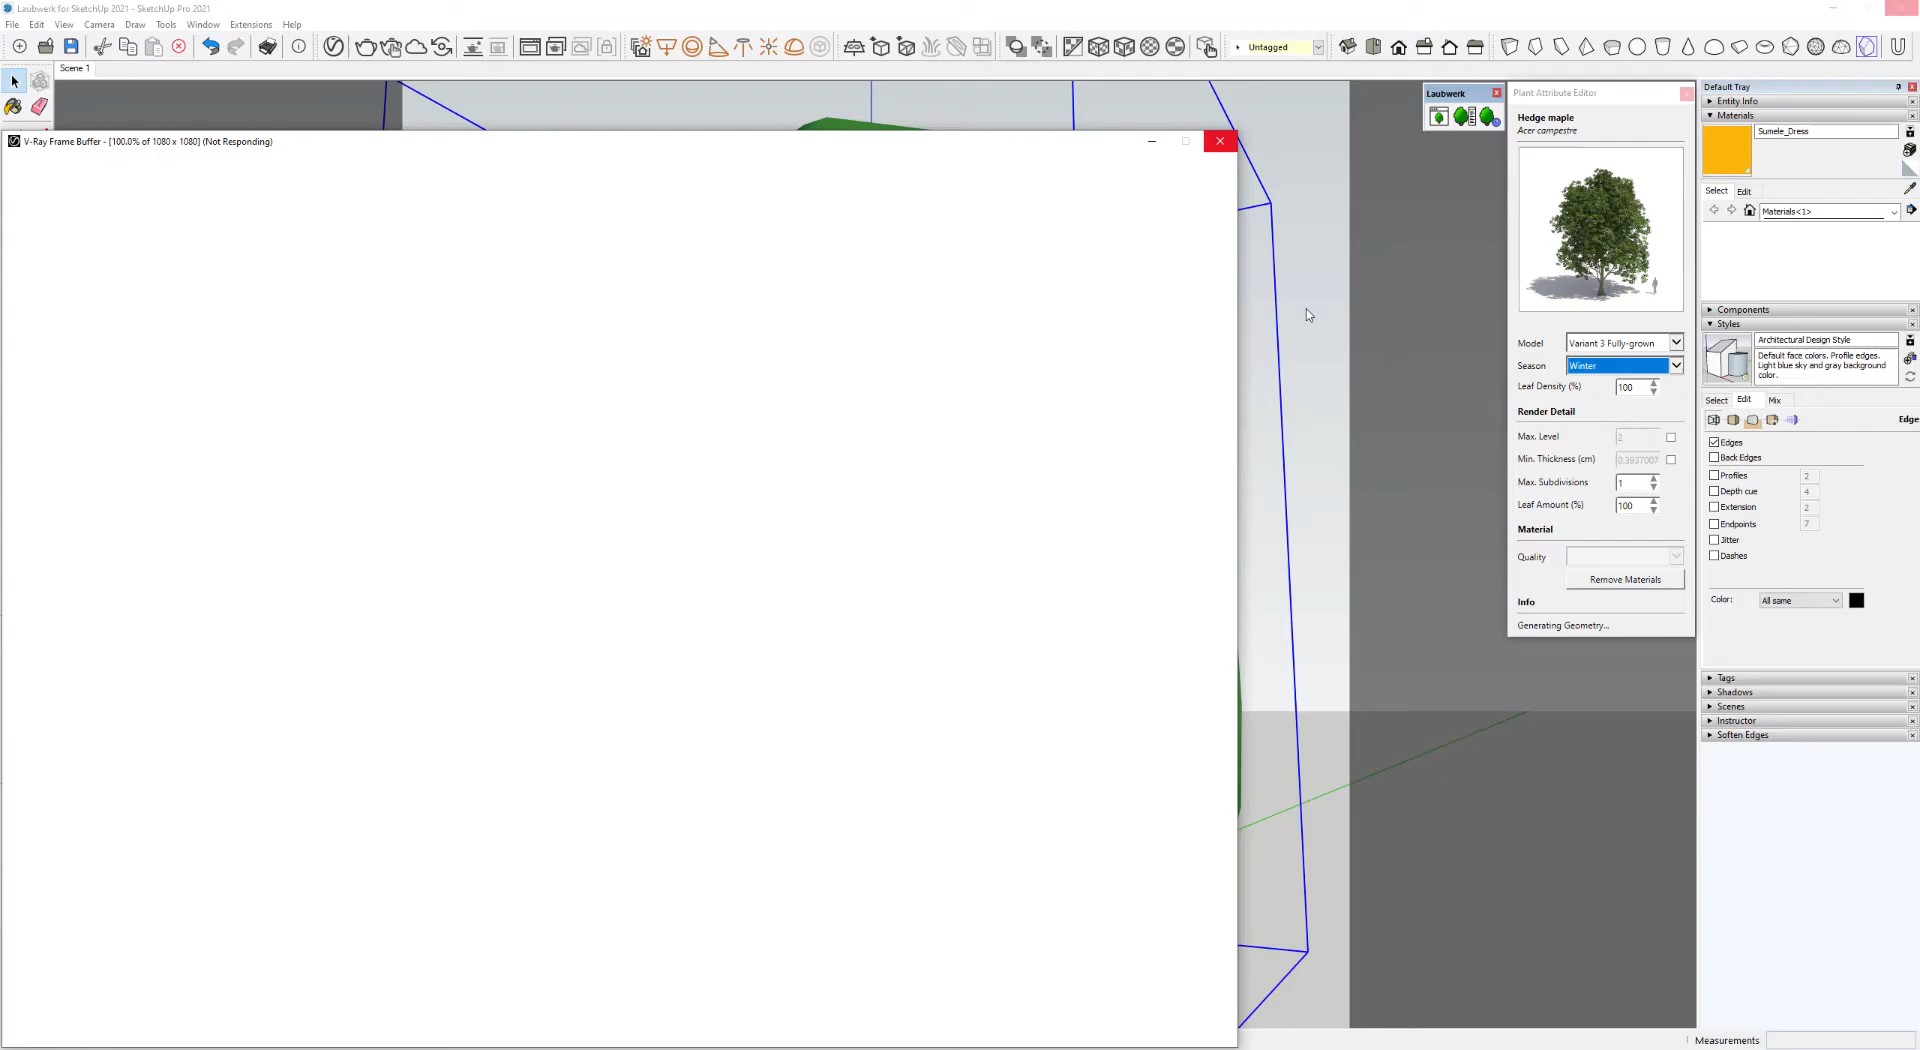 Laubwerk for SketchUp 2021 - SketchUp Pro 2021
File Edit View Camera Draw Tools Window Extensions Help
Untagged
Scene 1
V-Ray Frame Buffer - [100.0% of 1080 x 1080] (Not Responding)
Laubwerk
Plant Attribute Editor
Hedge maple
Acer campestre
Model Variant 3 Fully-grown
Season Winter
Leaf Density (%) 100
Render Detail
Max. Level 2
Min. Thickness (cm) 0.3937007
Max. Subdivisions 1
Leaf Amount (%) 100
Material
Quality
Remove Materials
Info
Generating Geometry...
Default Tray
Entity Info
Materials
Sumele_Dress
Select Edit
Materials<1>
Components
Styles
Architectural Design Style
Default face colors. Profile edges.
Light blue sky and gray background
color.
Select Edit Mix
Edge
Edges
Back Edges
Profiles 2
Depth cue 4
Extension 2
Endpoints 7
Jitter
Dashes
Color: All same
Tags
Shadows
Scenes
Instructor
Soften Edges
Measurements